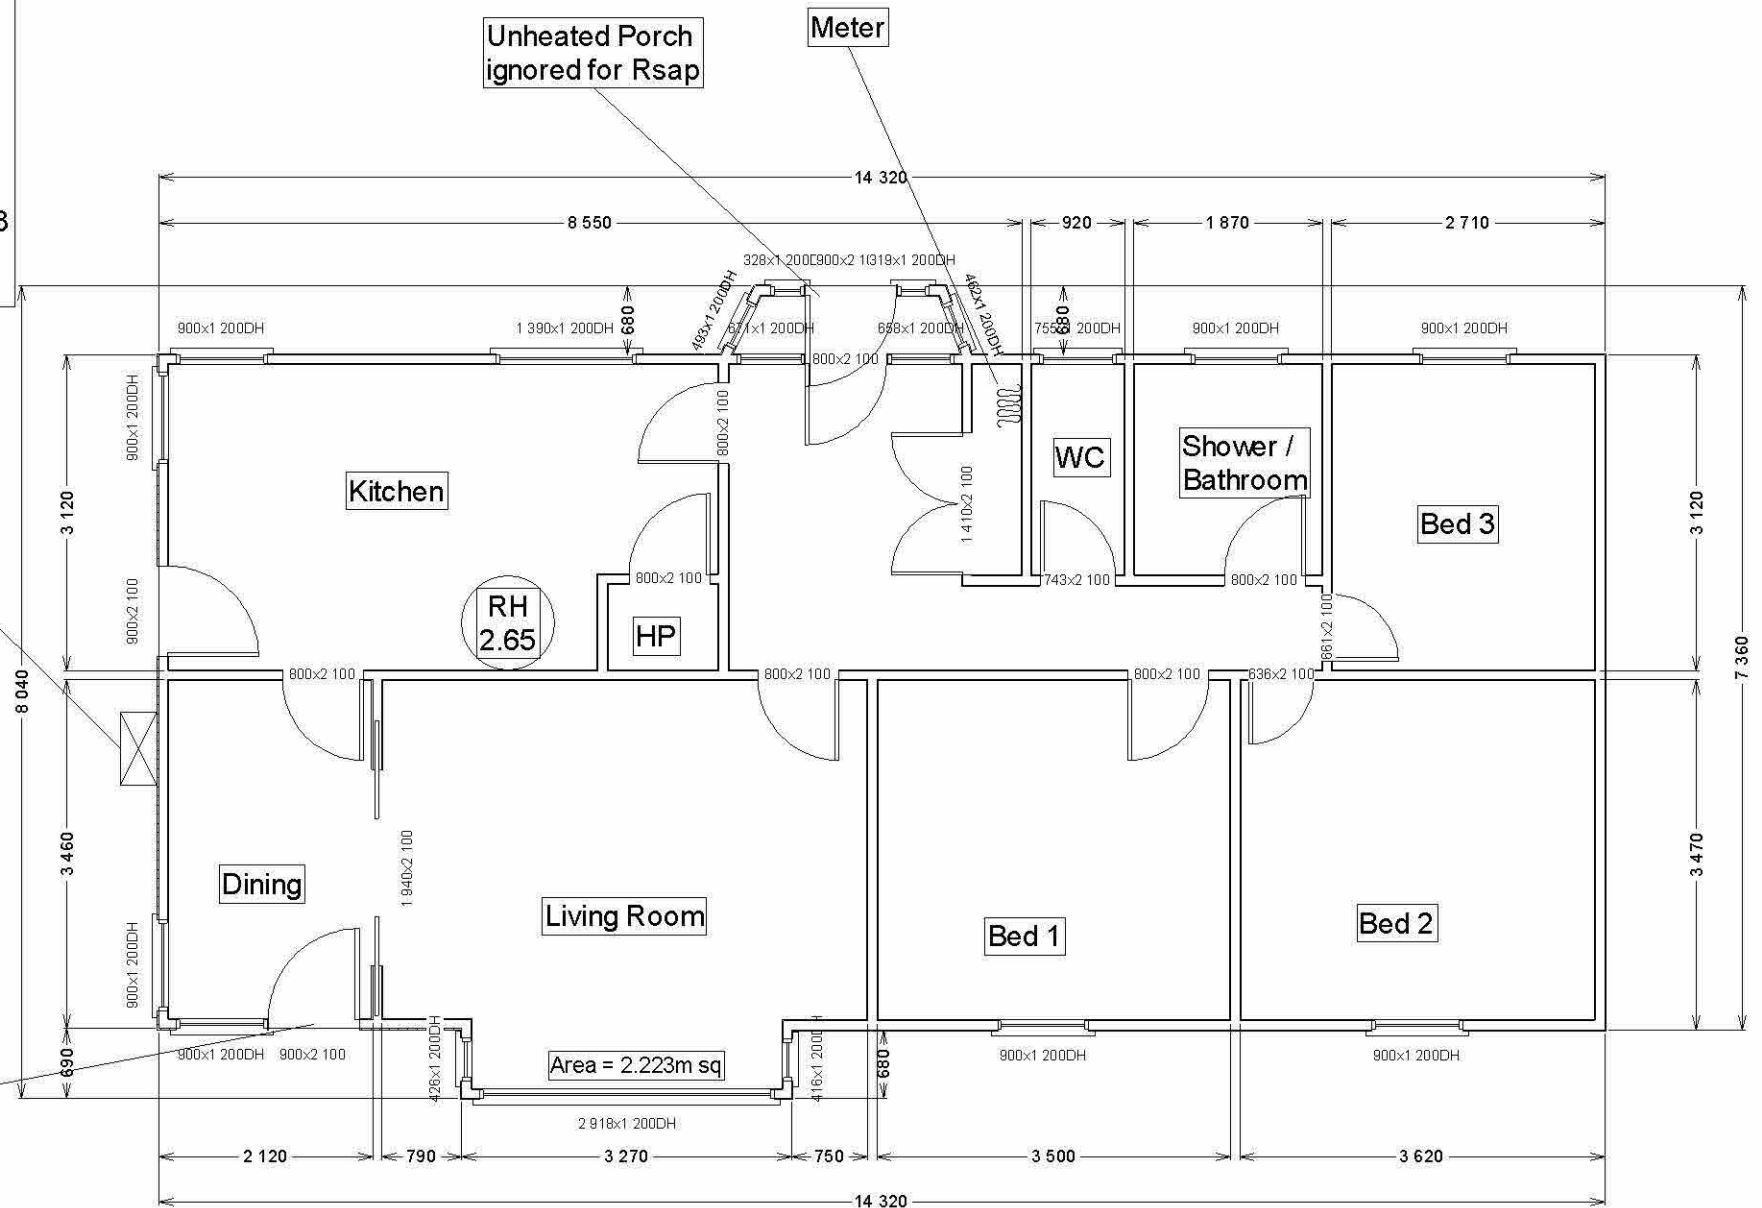 Unheated Porch
ignored for Rsap
Meter
14 320
8 550
920
1 870
2 710
3
328x1 200D
900x2 10
319x1 200DH
493x1 200DH
462x1 200DH
680
680
900x1 200DH
1 390x1 200DH
671x1 200DH
658x1 200DH
755x1 200DH
900x1 200DH
900x1 200DH
800x2 100
900x1 200DH
800x2 100
Kitchen
WC
Shower /
Bathroom
Bed 3
3 120
1 410x2 100
3 120
900x2 100
RH
2.65
800x2 100
HP
743x2 100
800x2 100
661x2 100
8 040
7 360
800x2 100
800x2 100
800x2 100
636x2 100
3 460
1 940x2 100
3 470
Dining
Living Room
Bed 1
Bed 2
900x1 200DH
900x1 200DH
900x2 100
690
426x1 200DH
Area = 2.223m sq
416x1 200DH
680
900x1 200DH
900x1 200DH
2 918x1 200DH
2 120
790
3 270
750
3 500
3 620
14 320